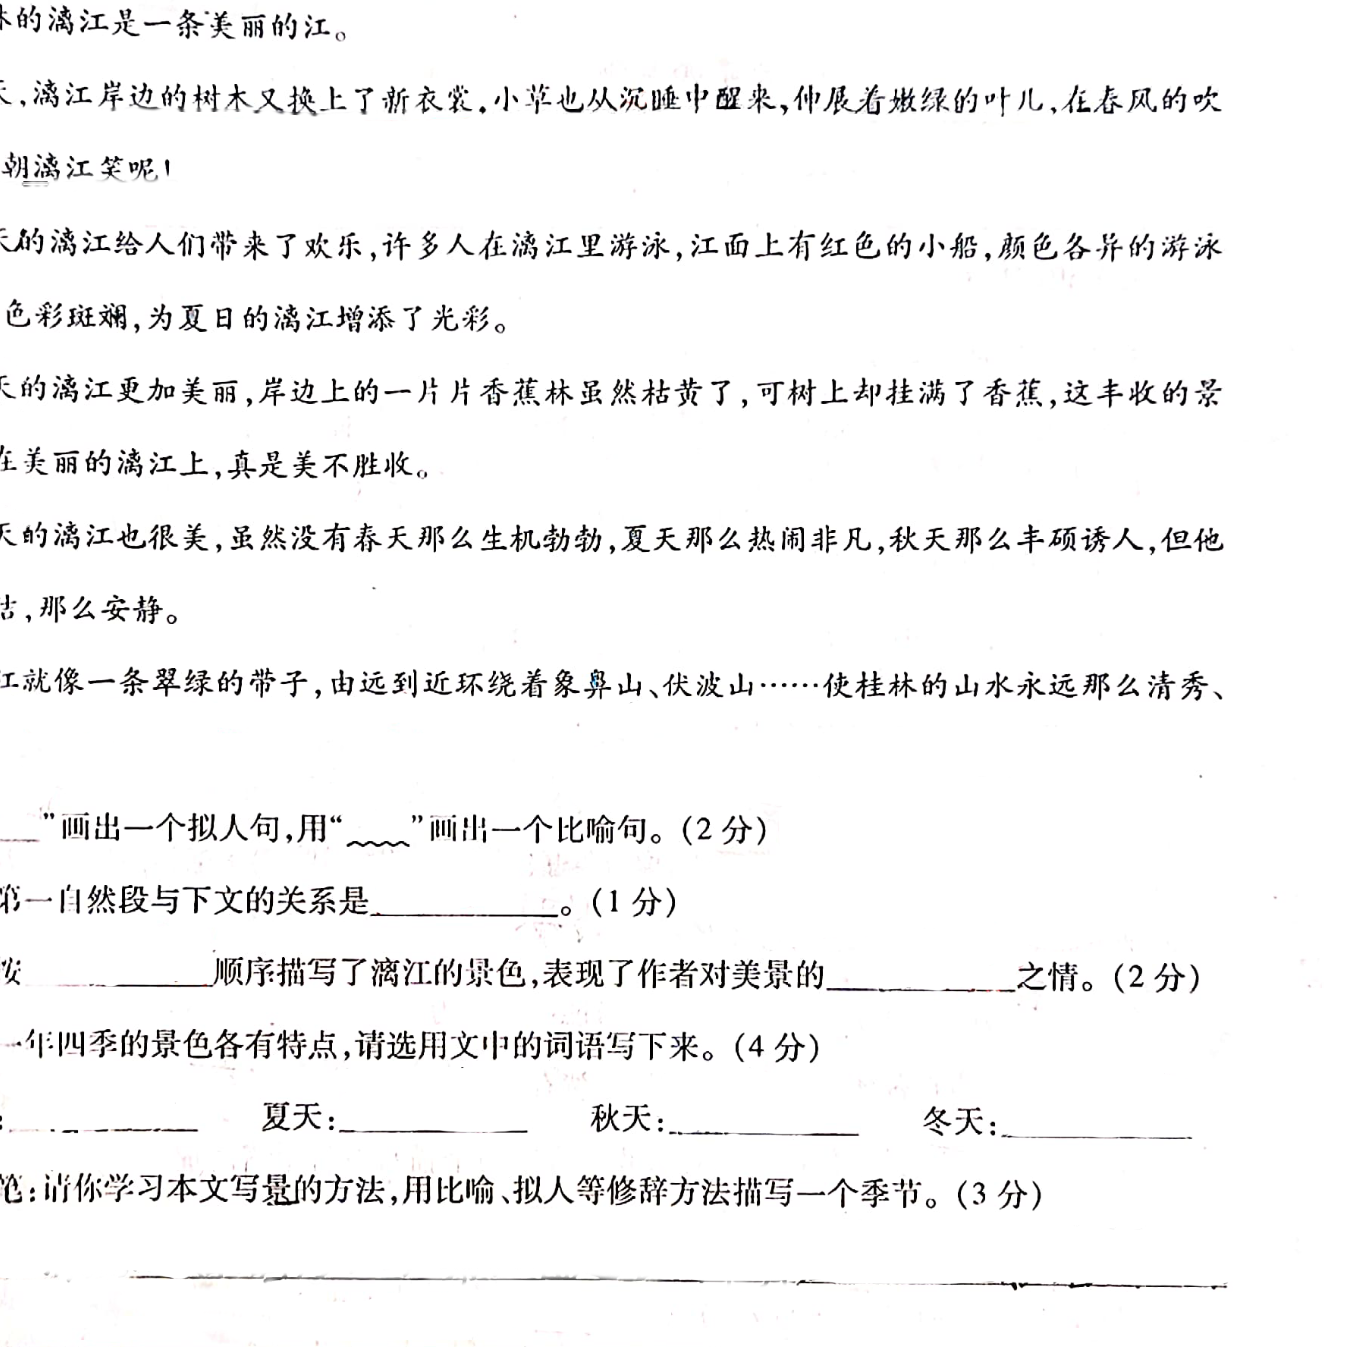 的漓江是一条美丽的江。
,漓江岸边的树木又换上了新衣裳,小草也从沉睡中醒来,伸展着嫩绿的叶儿,在春风的吹
朝漓江笑呢!
天的漓江给人们带来了欢乐,许多人在漓江里游泳,江面上有红色的小船,颜色各异的游泳
色彩斑斓,为夏日的漓江增添了光彩。
天的漓江更加美丽,岸边上的一片片香蕉林虽然枯黄了,可树上却挂满了香蕉,这丰收的景
在美丽的漓江上,真是美不胜收。
天的漓江也很美,虽然没有春天那么生机勃勃,夏天那么热闹非凡,秋天那么丰硕诱人,但他
,那么安静。
江就像一条翠绿的带子,由远到近环绕着象鼻山、伏波山……使桂林的山水永远那么清秀、
”画出一个拟人句,用“﹏﹏”画出一个比喻句。(2 分)
第一自然段与下文的关系是____________。(1 分)
按____________顺序描写了漓江的景色,表现了作者对美景的____________之情。(2 分)
一年四季的景色各有特点,请选用文中的词语写下来。(4 分)
:____________ 夏天:____________ 秋天:____________ 冬天:____________
笔:请你学习本文写景的方法,用比喻、拟人等修辞方法描写一个季节。(3 分)